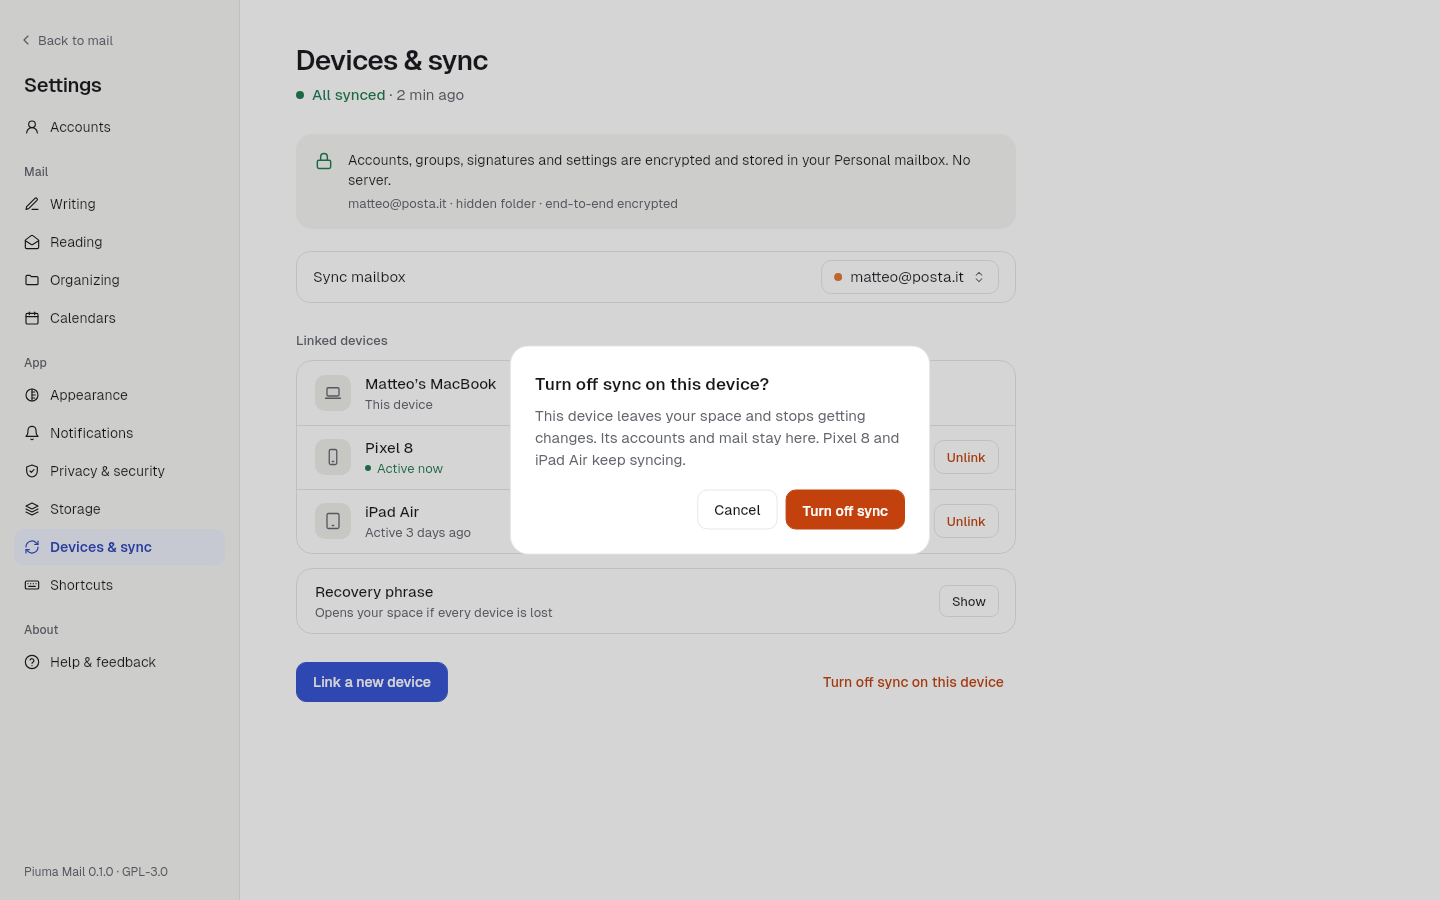 Back to mail
Settings
Accounts
Mail
Writing
Reading
Organizing
Calendars
App
Appearance
Notifications
Privacy & security
Storage
Devices & sync
Shortcuts
About
Help & feedback
Piuma Mail 0.1.0 · GPL-3.0
Devices & sync
All synced · 2 min ago
Accounts, groups, signatures and settings are encrypted and stored in your Personal mailbox. No
server.
matteo@posta.it · hidden folder · end-to-end encrypted
Sync mailbox
matteo@posta.it
Linked devices
Matteo's MacBook
This device
Pixel 8
Active now
Unlink
iPad Air
Active 3 days ago
Unlink
Turn off sync on this device?
This device leaves your space and stops getting
changes. Its accounts and mail stay here. Pixel 8 and
iPad Air keep syncing.
Cancel
Turn off sync
Recovery phrase
Opens your space if every device is lost
Show
Link a new device
Turn off sync on this device